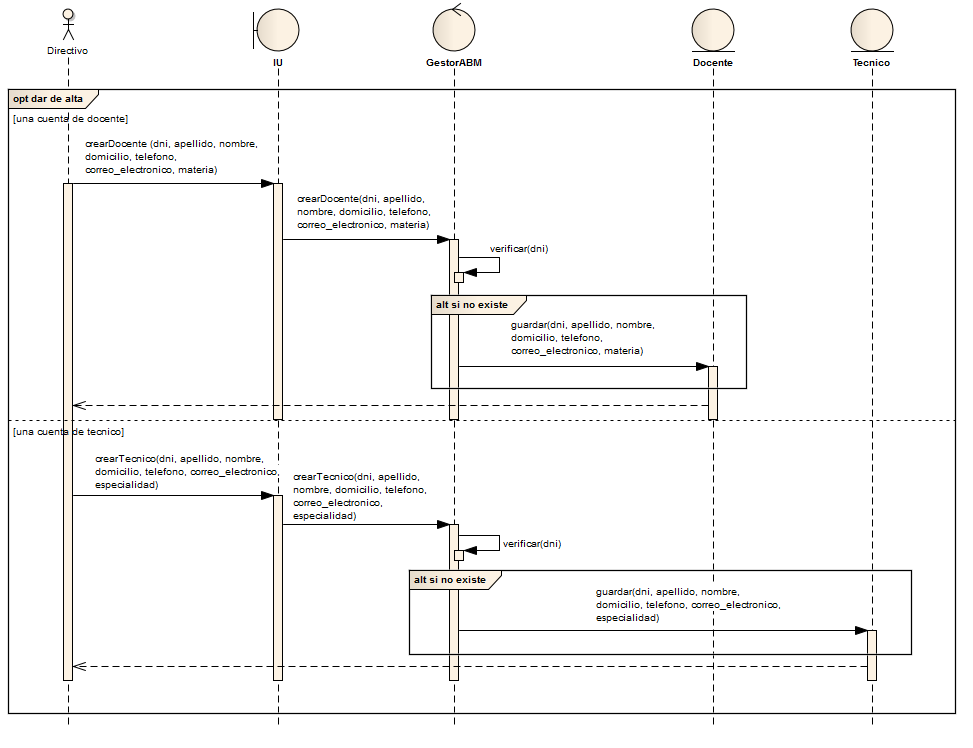 Directivo
IU
GestorABM
Docente
Tecnico
opt dar de alta
[una cuenta de docente]
crearDocente (dni, apellido, nombre,
domicilio, telefono,
correo_electronico, materia)
crearDocente(dni, apellido,
nombre, domicilio, telefono,
correo_electronico, materia)
verificar(dni)
alt si no existe
guardar(dni, apellido, nombre,
domicilio, telefono,
correo_electronico, materia)
[una cuenta de tecnico]
crearTecnico(dni, apellido, nombre,
domicilio, telefono, correo_electronico,
especialidad)
crearTecnico(dni, apellido,
nombre, domicilio, telefono,
correo_electronico,
especialidad)
verificar(dni)
alt si no existe
guardar(dni, apellido, nombre,
domicilio, telefono, correo_electronico,
especialidad)